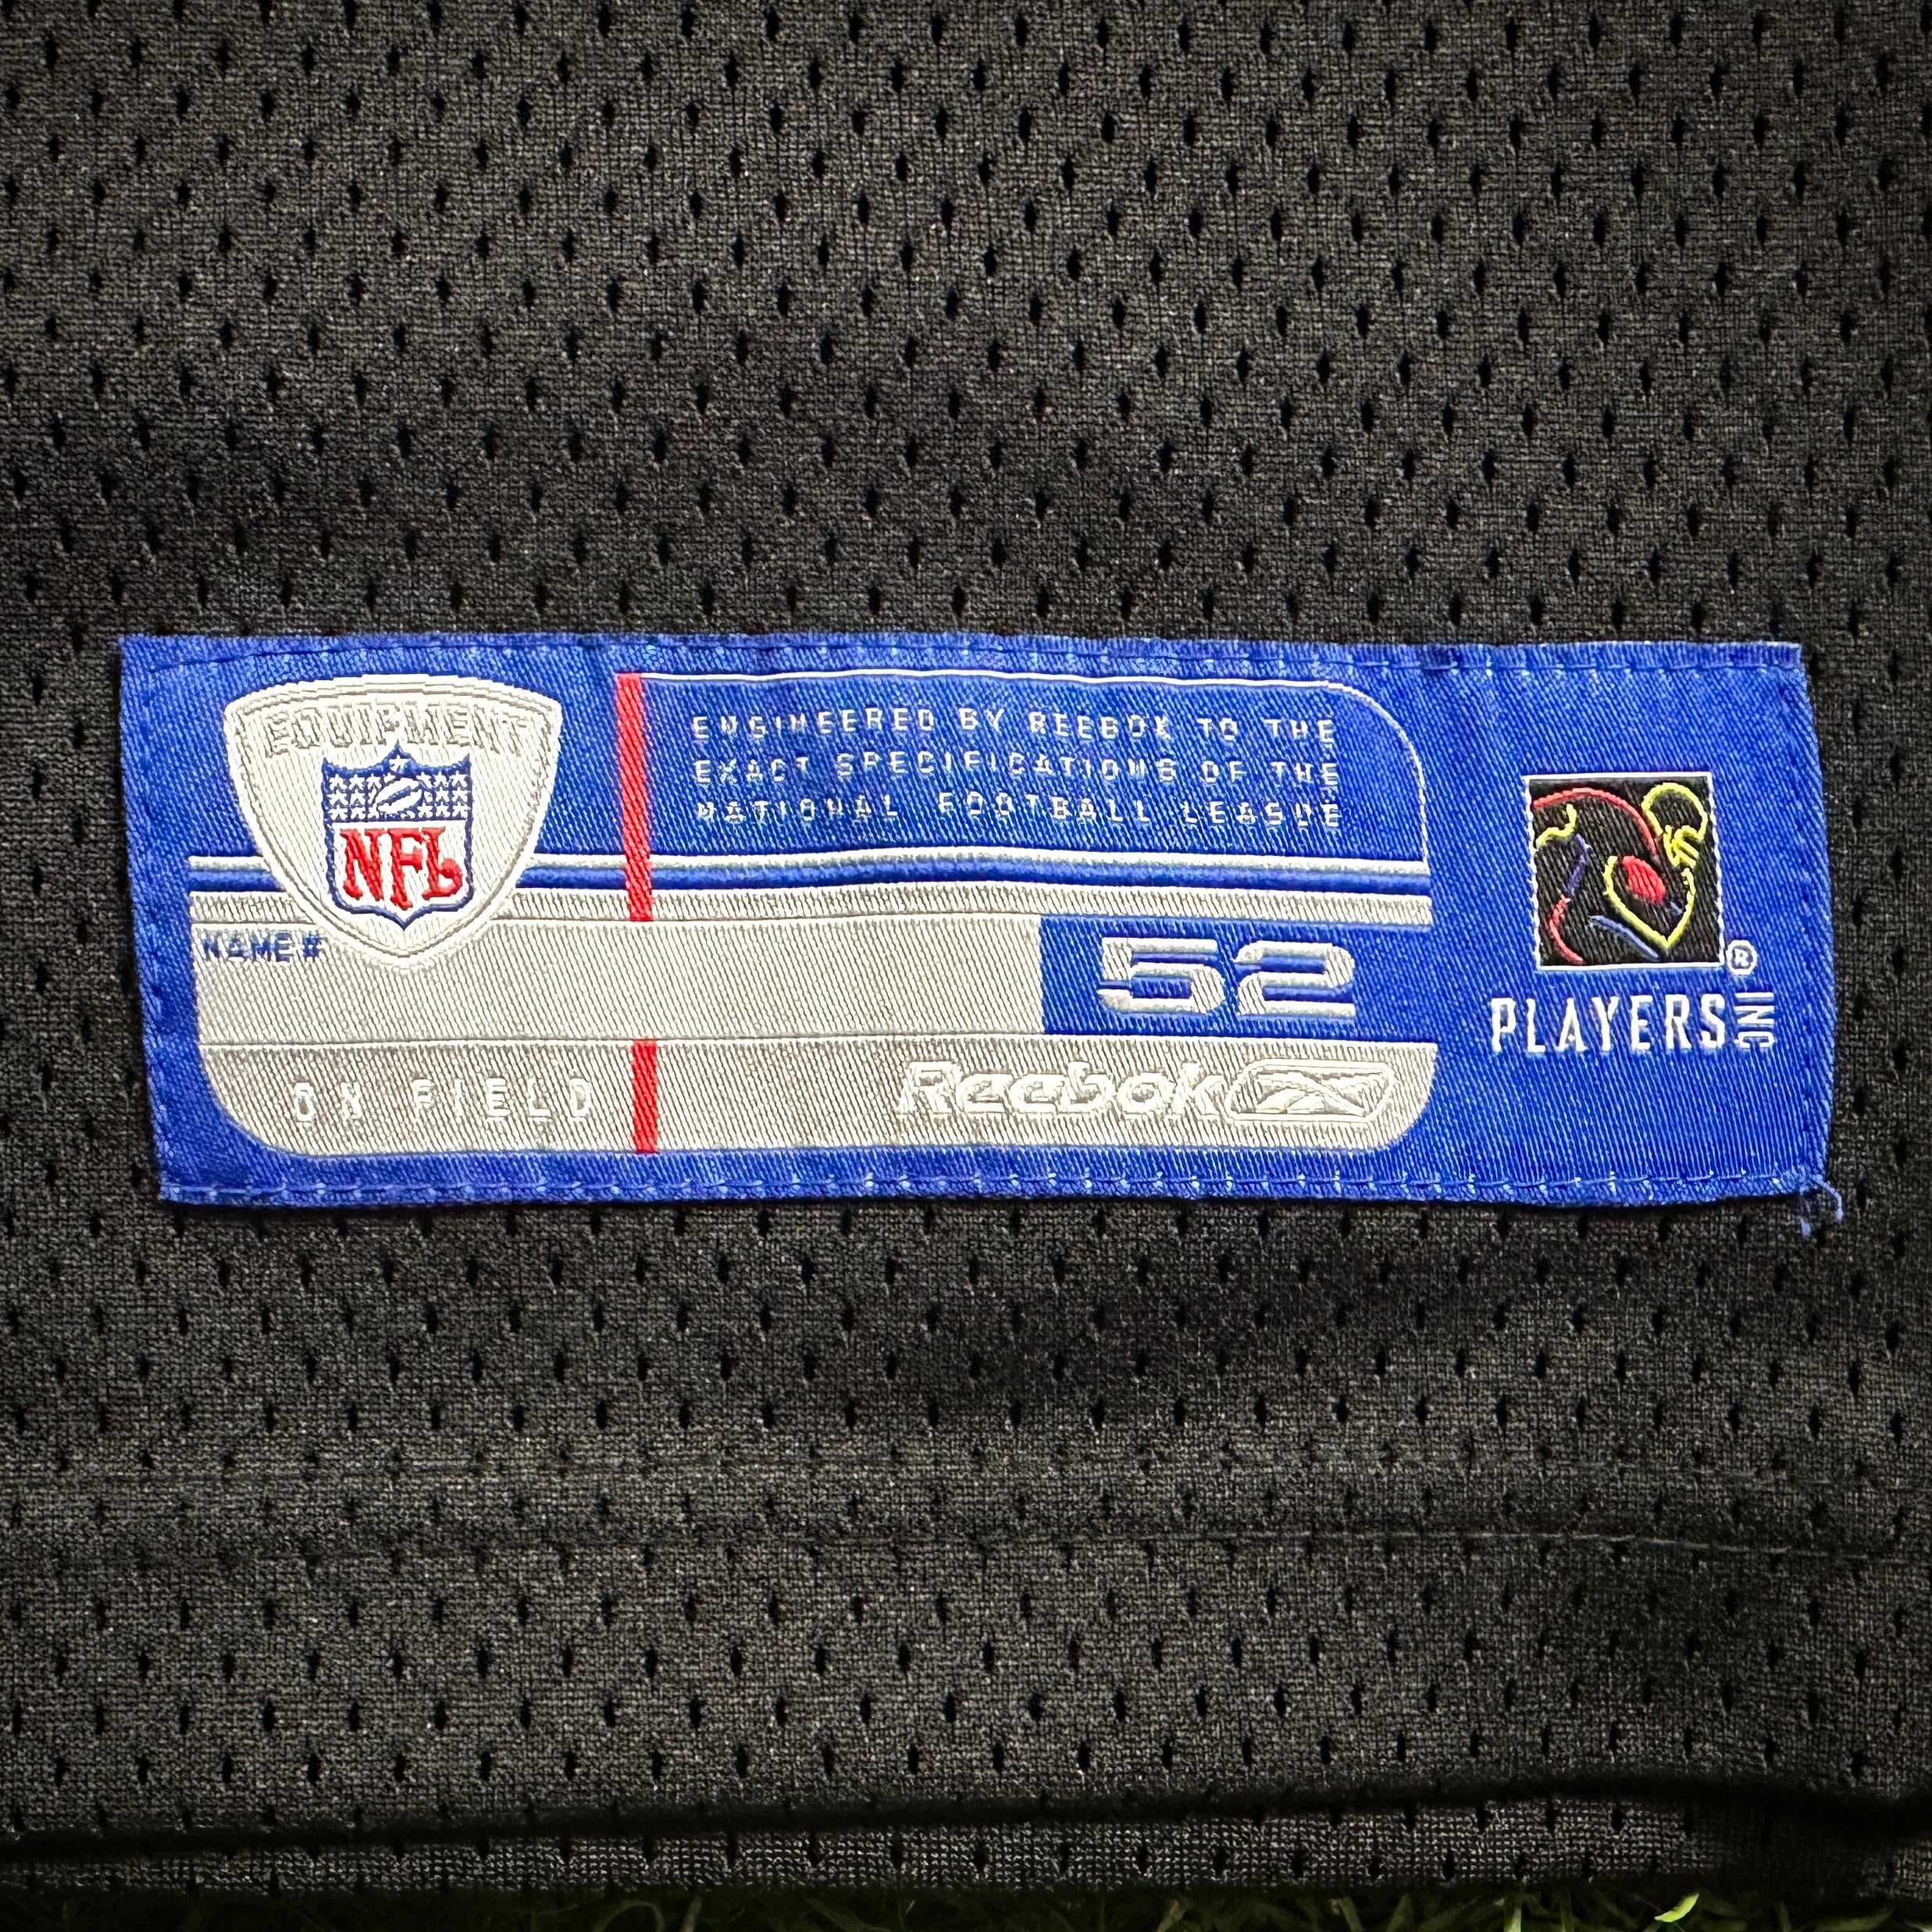 EQUIPMENT
NFL
ENGINEERED BY REEBOK TO THE
EXACT SPECIFICATIONS OF THE
NATIONAL FOOTBALL LEAGUE
NAME #
52
ON FIELD
Reebok
®
PLAYERS INC